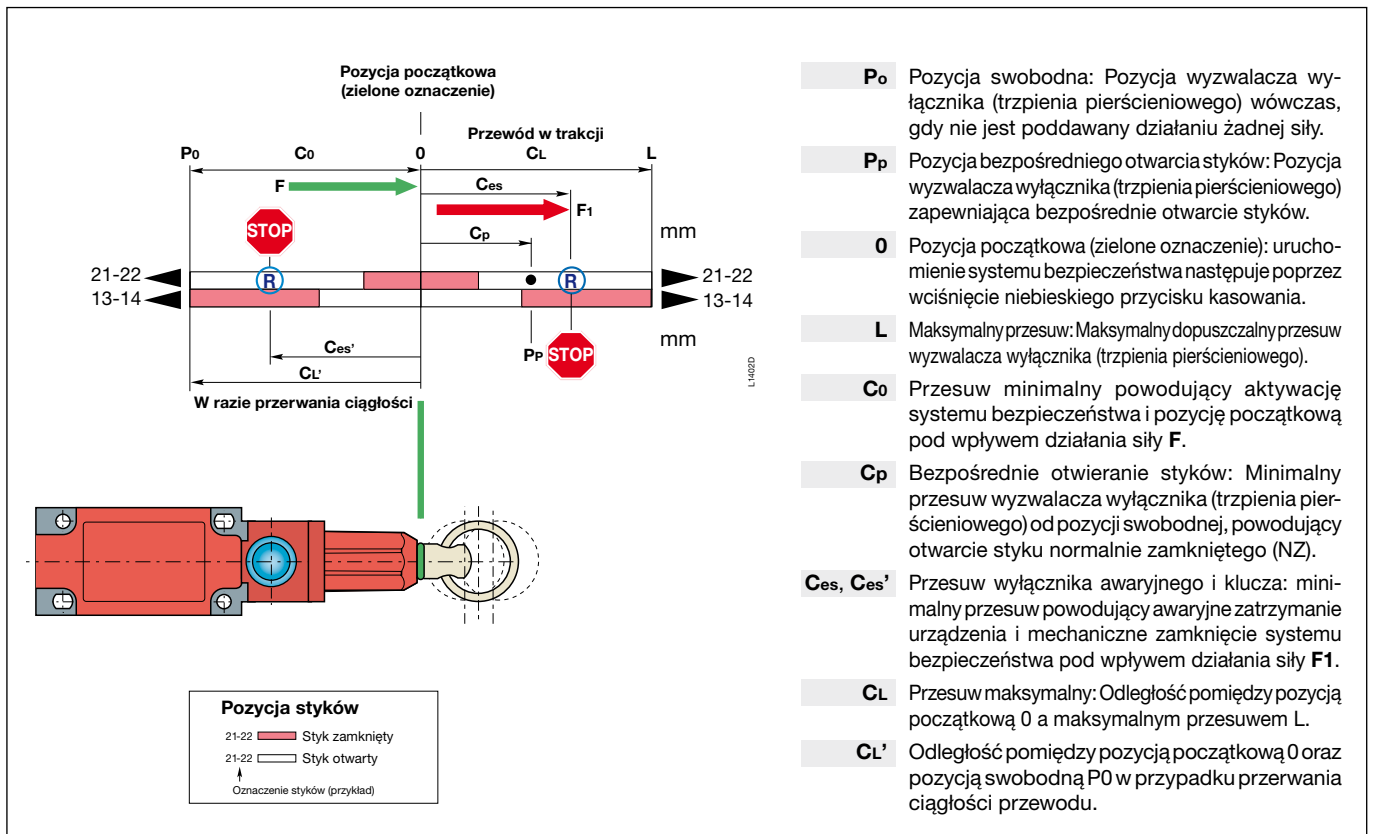 Pozycja początkowa
(zielone oznaczenie)
Przewód w trakcji
P0 C0 0 CL L
F
Ces
F1
STOP
Cp
mm
21-22 R R 21-22
13-14 13-14
mm
Ces'
PP STOP
CL'
L1402D
W razie przerwania ciągłości
Pozycja styków
21-22 Styk zamknięty
21-22 Styk otwarty
Oznaczenie styków (przykład)
Po Pozycja swobodna: Pozycja wyzwalacza wy-
łącznika (trzpienia pierścieniowego) wówczas,
gdy nie jest poddawany działaniu żadnej siły.
Pp Pozycja bezpośredniego otwarcia styków: Pozycja
wyzwalacza wyłącznika (trzpienia pierścieniowego)
zapewniająca bezpośrednie otwarcie styków.
0 Pozycja początkowa (zielone oznaczenie): urucho-
mienie systemu bezpieczeństwa następuje poprzez
wciśnięcie niebieskiego przycisku kasowania.
L Maksymalny przesuw: Maksymalny dopuszczalny przesuw
wyzwalacza wyłącznika (trzpienia pierścieniowego).
C0 Przesuw minimalny powodujący aktywację
systemu bezpieczeństwa i pozycję początkową
pod wpływem działania siły F.
Cp Bezpośrednie otwieranie styków: Minimalny
przesuw wyzwalacza wyłącznika (trzpienia pier-
ścieniowego) od pozycji swobodnej, powodujący
otwarcie styku normalnie zamkniętego (NZ).
Ces, Ces' Przesuw wyłącznika awaryjnego i klucza: mini-
malny przesuw powodujący awaryjne zatrzymanie
urządzenia i mechaniczne zamknięcie systemu
bezpieczeństwa pod wpływem działania siły F1.
CL Przesuw maksymalny: Odległość pomiędzy pozycją
początkową 0 a maksymalnym przesuwem L.
CL' Odległość pomiędzy pozycją początkową 0 oraz
pozycją swobodną P0 w przypadku przerwania
ciągłości przewodu.